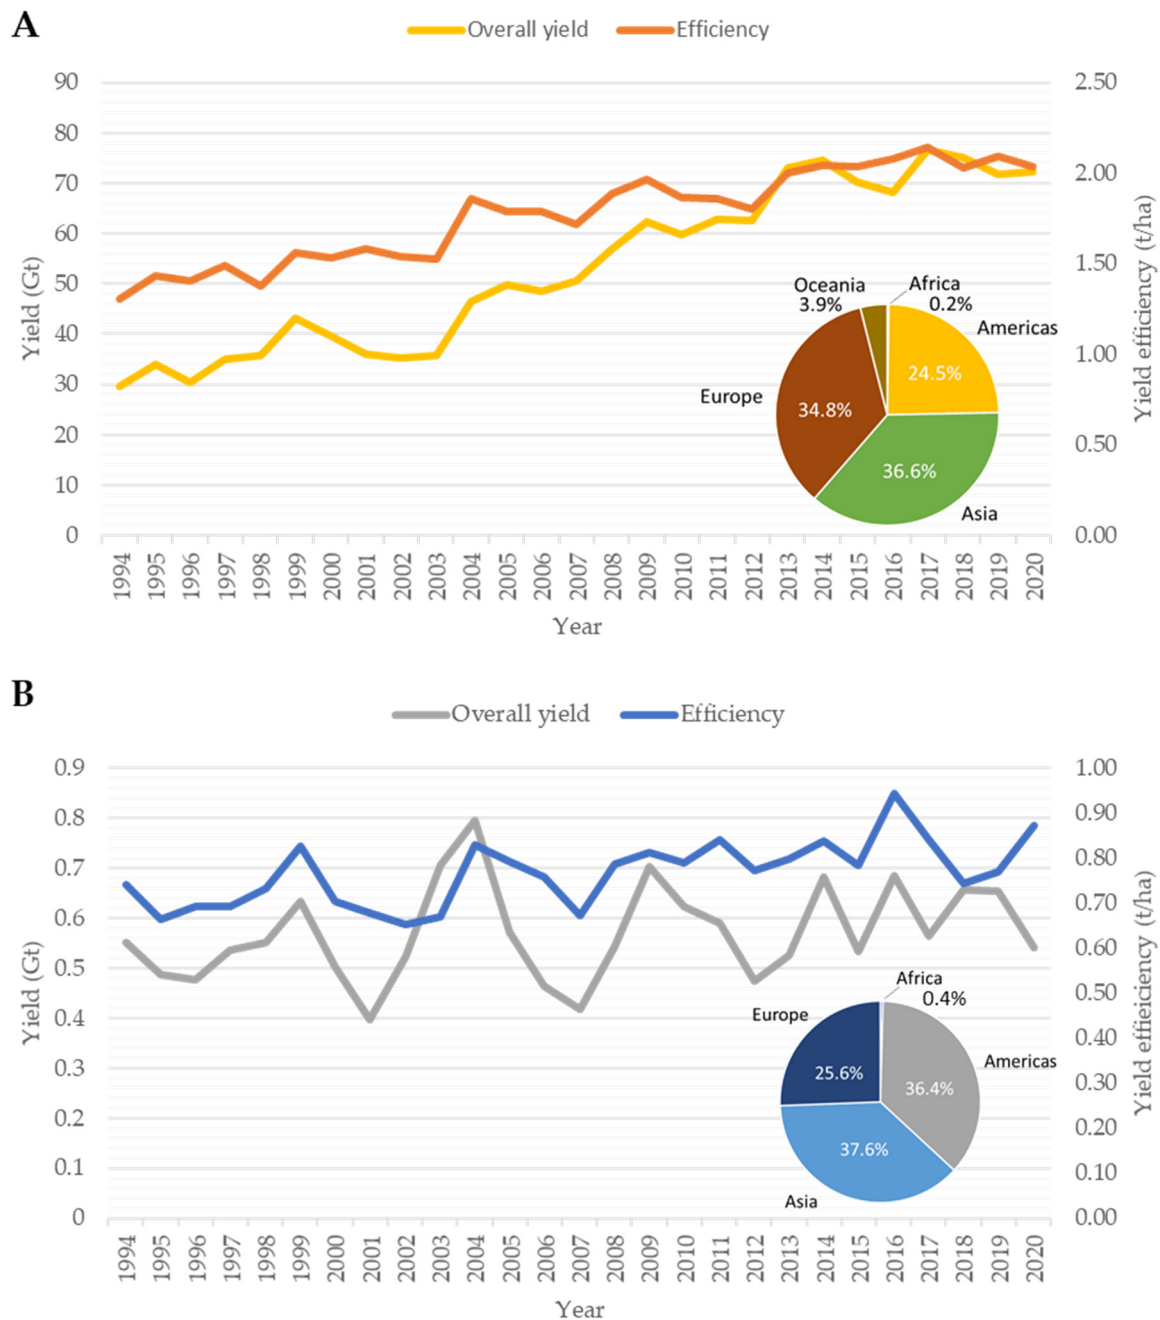 A
Overall yield Efficiency
90 80 70 60 50 40 30 20 10 0
Yield (Gt)
2.50 2.00 1.50 1.00 0.50 0.00
Yield efficiency (t/ha)
Oceania
3.9%
Africa
0.2%
Americas
24.5%
Europe
34.8%
36.6%
Asia
1994 1995 1996 1997 1998 1999 2000 2001 2002 2003 2004 2005 2006 2007 2008 2009 2010 2011 2012 2013 2014 2015 2016 2017 2018 2019 2020
Year
B
Overall yield Efficiency
0.9 0.8 0.7 0.6 0.5 0.4 0.3 0.2 0.1 0
Yield (Gt)
1.00 0.90 0.80 0.70 0.60 0.50 0.40 0.30 0.20 0.10 0.00
Yield effieiciency (t/ha)
Africa
0.4%
Europe
25.6%
Americas
36.4%
37.6%
Asia
1994 1995 1996 1997 1998 1999 2000 2001 2002 2003 2004 2005 2006 2007 2008 2009 2010 2011 2012 2013 2014 2015 2016 2017 2018 2019 2020
Year